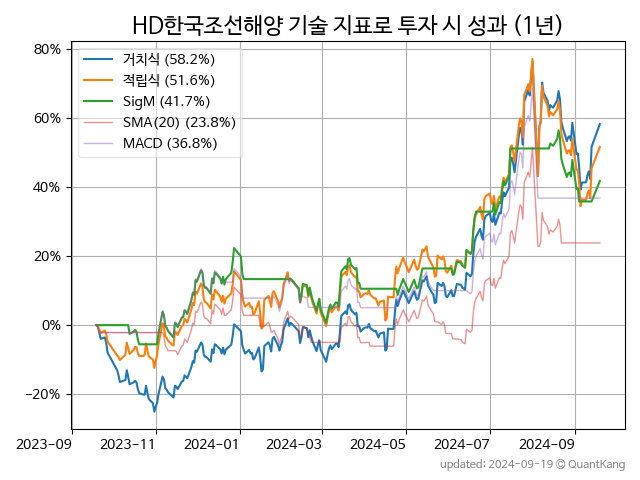 HD한국조선해양 기술 지표로 투자 시 성과 (1년)
80%
60%
40%
20%
0%
−20%
거치식 (58.2%)
적립식 (51.6%)
SigM (41.7%)
SMA(20) (23.8%)
MACD (36.8%)
2023-09 2023-11 2024-01 2024-03 2024-05 2024-07 2024-09
updated: 2024-09-19 © QuantKang